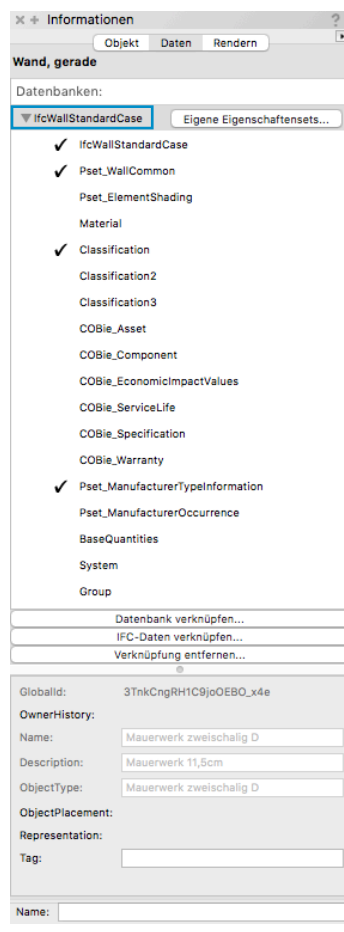 Informationen
?
Objekt Daten Rendern
Wand, gerade
Datenbanken:
IfcWallStandardCase Eigene Eigenschaftensets...
IfcWallStandardCase
Pset_WallCommon
Pset_ElementShading
Material
Classification
Classification2
Classification3
COBie_Asset
COBie_Component
COBie_EconomicImpactValues
COBie_ServiceLife
COBie_Specification
COBie_Warranty
Pset_ManufacturerTypeInformation
Pset_ManufacturerOccurrence
BaseQuantities
System
Group
Datenbank verknüpfen...
IFC-Daten verknüpfen...
Verknüpfung entfernen...
GlobalId: 3TnkCngRH1C9joOEBO_x4e
OwnerHistory:
Name: Mauerwerk zweischalig D
Description: Mauerwerk 11,5cm
ObjectType: Mauerwerk zweischalig D
ObjectPlacement:
Representation:
Tag:
Name: